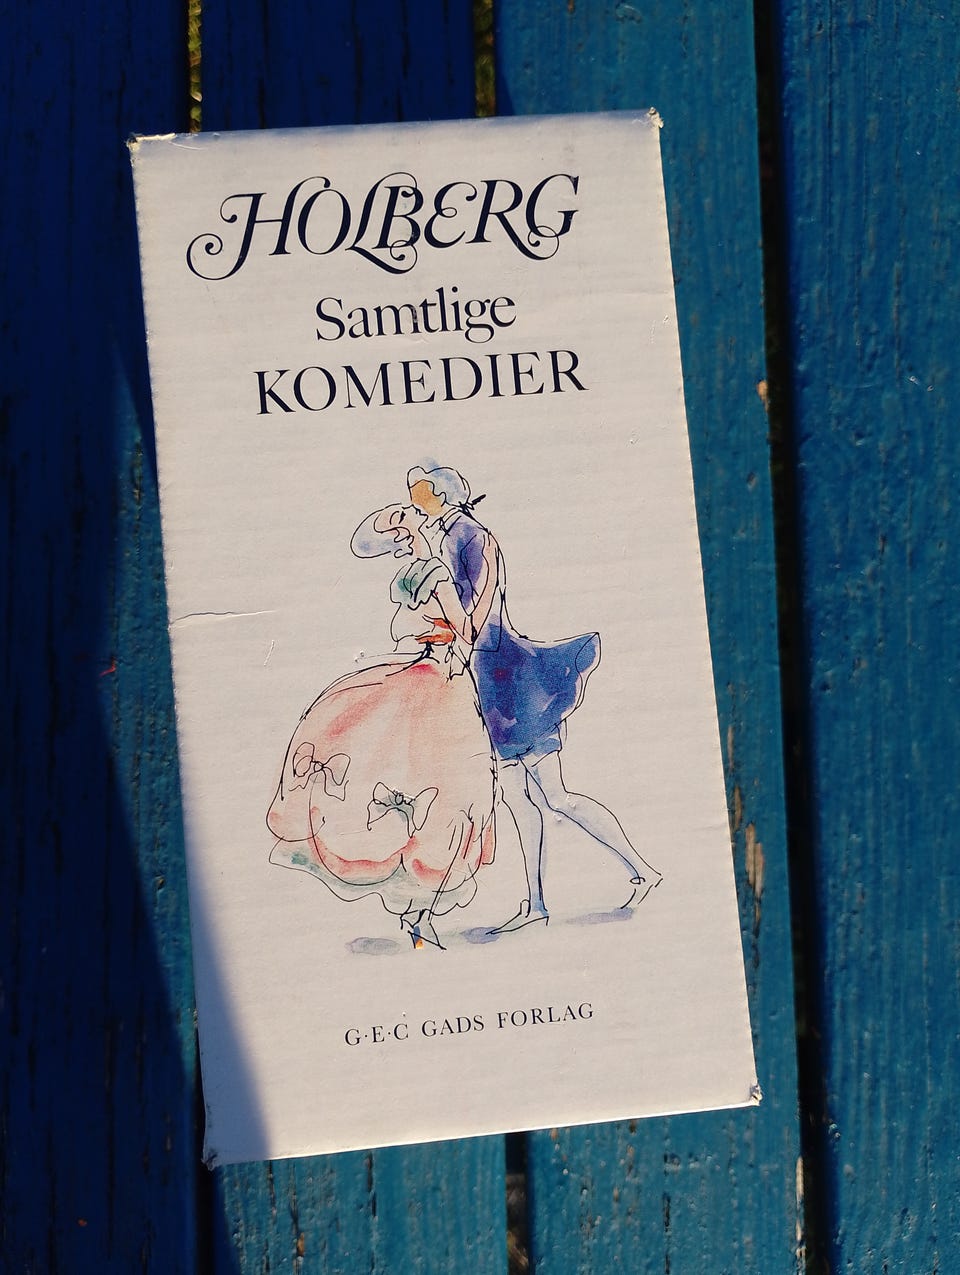 HOLBERG
Samtlige
KOMEDIER
G·E·C GADS FORLAG